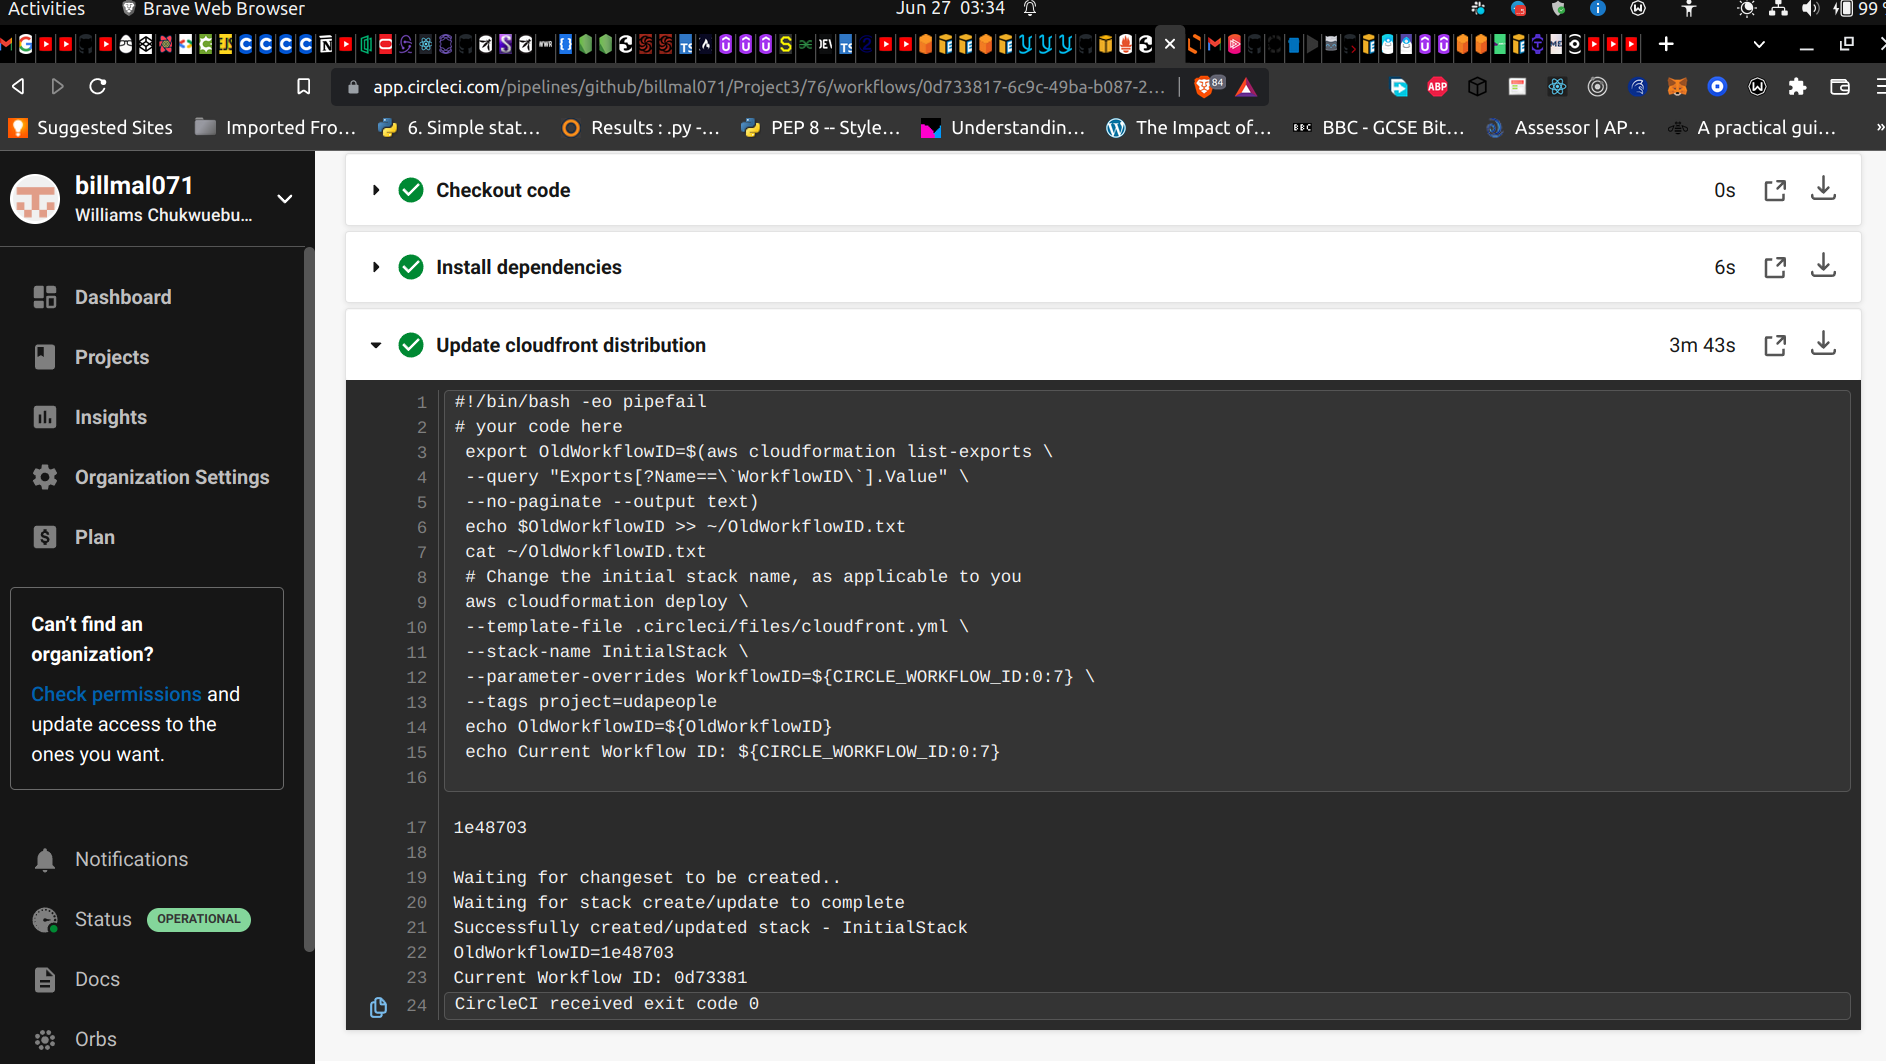 Activities Brave Web Browser Jun 27 03:34 99 %
app.circleci.com/pipelines/github/billmal071/Project3/76/workflows/0d733817-6c9c-49ba-b087-2... 84 ABP
Suggested Sites Imported Fro... 6. Simple stat... Results : .py -... PEP 8 -- Style... Understandin... The Impact of... BBC BBC - GCSE Bit... Assessor | AP... A practical gui... »
billmal071
Williams Chukwuebu...
Dashboard
Projects
Insights
Organization Settings
Plan
Can't find an
organization?
Check permissions and
update access to the
ones you want.
Notifications
Status OPERATIONAL
Docs
Orbs
Checkout code 0s
Install dependencies 6s
Update cloudfront distribution 3m 43s
1 #!/bin/bash -eo pipefail
2 # your code here
3 export OldWorkflowID=$(aws cloudformation list-exports \
4 --query "Exports[?Name==\`WorkflowID\`].Value" \
5 --no-paginate --output text)
6 echo $OldWorkflowID >> ~/OldWorkflowID.txt
7 cat ~/OldWorkflowID.txt
8 # Change the initial stack name, as applicable to you
9 aws cloudformation deploy \
10 --template-file .circleci/files/cloudfront.yml \
11 --stack-name InitialStack \
12 --parameter-overrides WorkflowID=${CIRCLE_WORKFLOW_ID:0:7} \
13 --tags project=udapeople
14 echo OldWorkflowID=${OldWorkflowID}
15 echo Current Workflow ID: ${CIRCLE_WORKFLOW_ID:0:7}
16
17 1e48703
18
19 Waiting for changeset to be created..
20 Waiting for stack create/update to complete
21 Successfully created/updated stack - InitialStack
22 OldWorkflowID=1e48703
23 Current Workflow ID: 0d73381
24 CircleCI received exit code 0